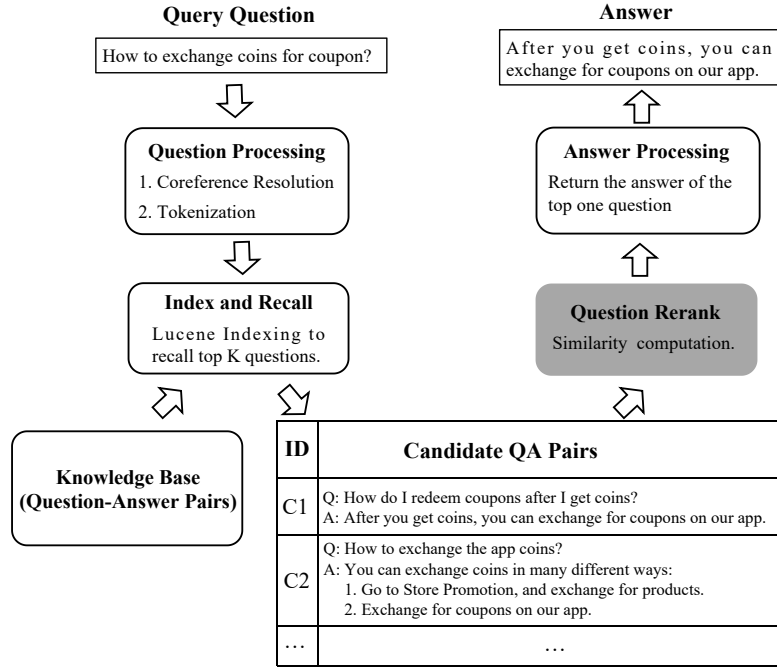 Query Question
How to exchange coins for coupon?
Question Processing
1. Coreference Resolution
2. Tokenization
Index and Recall
Lucene Indexing to
recall top K questions.
Knowledge Base
(Question-Answer Pairs)
Answer
After you get coins, you can
exchange for coupons on our app.
Answer Processing
Return the answer of the
top one question
Question Rerank
Similarity computation.
ID Candidate QA Pairs
C1
Q: How do I redeem coupons after I get coins?
A: After you get coins, you can exchange for coupons on our app.
C2
Q: How to exchange the app coins?
A: You can exchange coins in many different ways:
1. Go to Store Promotion, and exchange for products.
2. Exchange for coupons on our app.
... ...